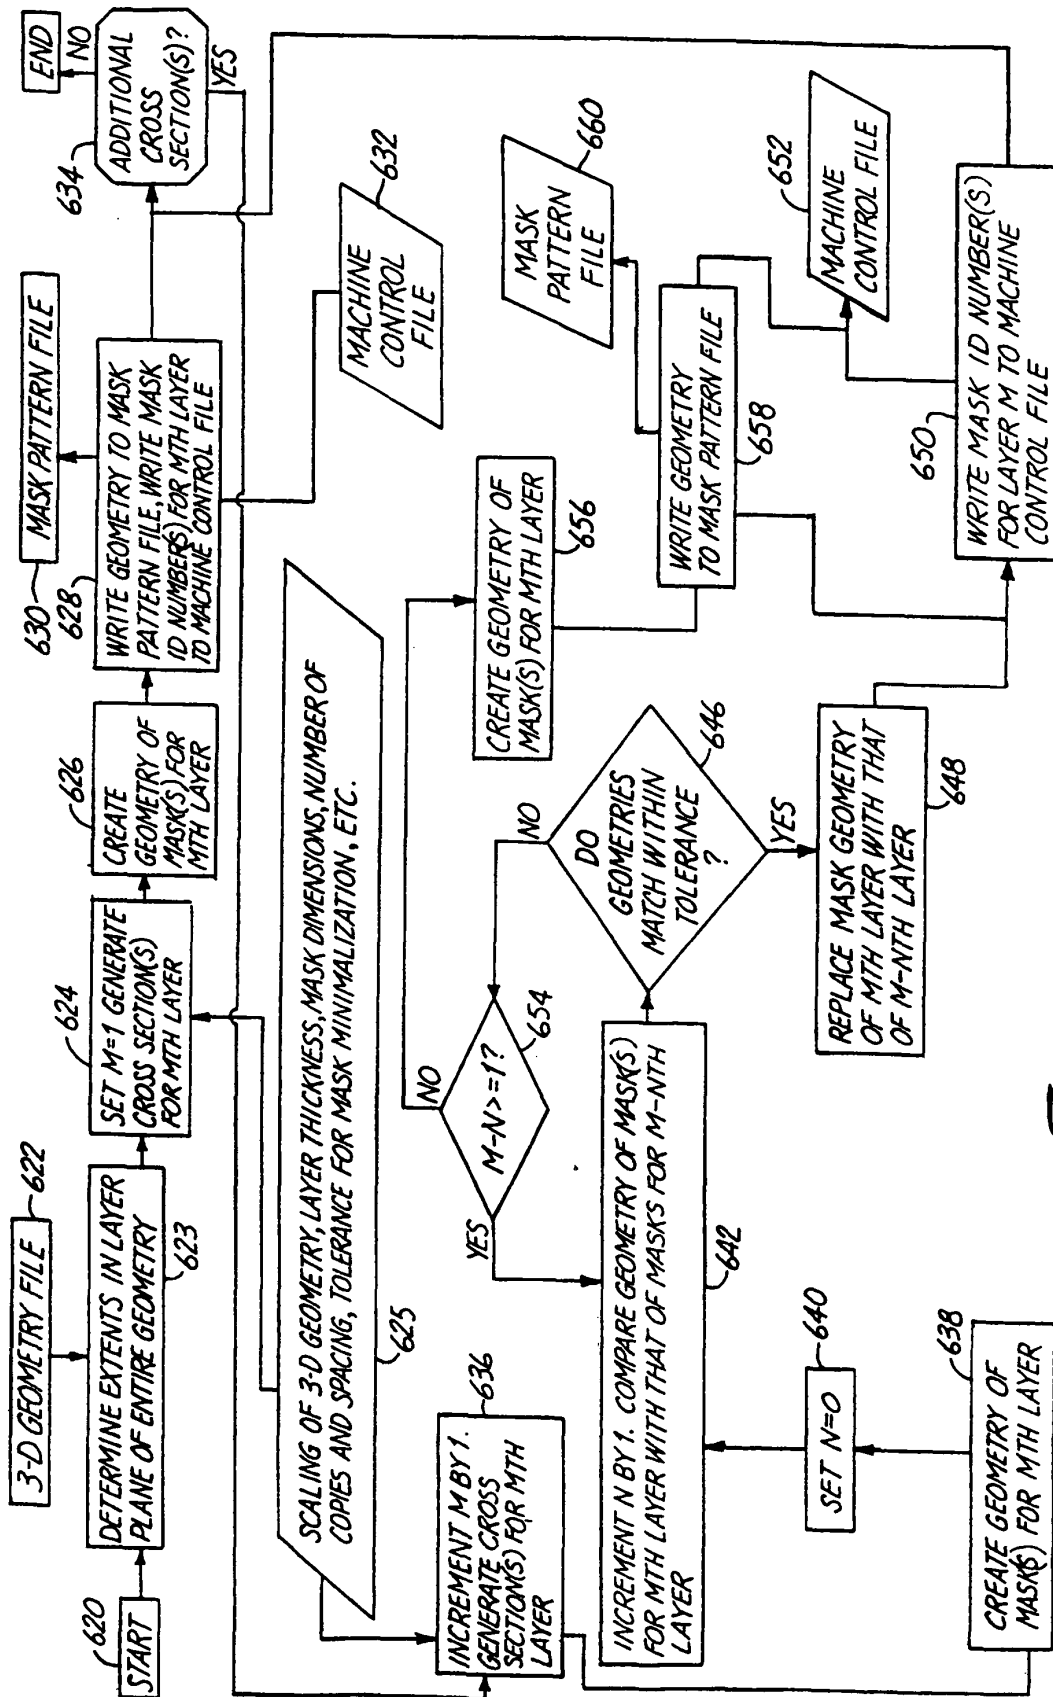 620
START
3-D GEOMETRY FILE
622
DETERMINE EXTENTS IN LAYER
PLANE OF ENTIRE GEOMETRY
623
624
SET M=1 GENERATE
CROSS SECTION(S)
FOR MTH LAYER
626
CREATE
GEOMETRY OF
MASK(S) FOR
MTH LAYER
628
WRITE GEOMETRY TO MASK
PATTERN FILE, WRITE MASK
ID NUMBER(S) FOR MTH LAYER
TO MACHINE CONTROL FILE
630
MASK PATTERN FILE
634
ADDITIONAL
CROSS
SECTION(S)?
NO
END
YES
SCALING OF 3-D GEOMETRY, LAYER THICKNESS, MASK DIMENSIONS, NUMBER OF
COPIES AND SPACING, TOLERANCE FOR MASK MINIMALIZATION, ETC.
625
MACHINE
CONTROL
FILE
632
636
INCREMENT M BY 1.
GENERATE CROSS
SECTION(S) FOR MTH
LAYER
YES
M-N>=1?
NO
654
NO
CREATE GEOMETRY OF
MASK(S) FOR MTH LAYER
656
MASK
PATTERN
FILE
660
INCREMENT N BY 1. COMPARE GEOMETRY OF MASK(S)
FOR MTH LAYER WITH THAT OF MASKS FOR M-NTH
LAYER
642
DO
GEOMETRIES
MATCH WITHIN
TOLERANCE
?
646
YES
WRITE GEOMETRY
TO MASK PATTERN FILE
658
MACHINE
CONTROL FILE
652
SET N=0
640
REPLACE MASK GEOMETRY
OF MTH LAYER WITH THAT
OF M-NTH LAYER
648
650
WRITE MASK ID NUMBER(S)
FOR LAYER M TO MACHINE
CONTROL FILE
638
CREATE GEOMETRY OF
MASK(S) FOR MTH LAYER